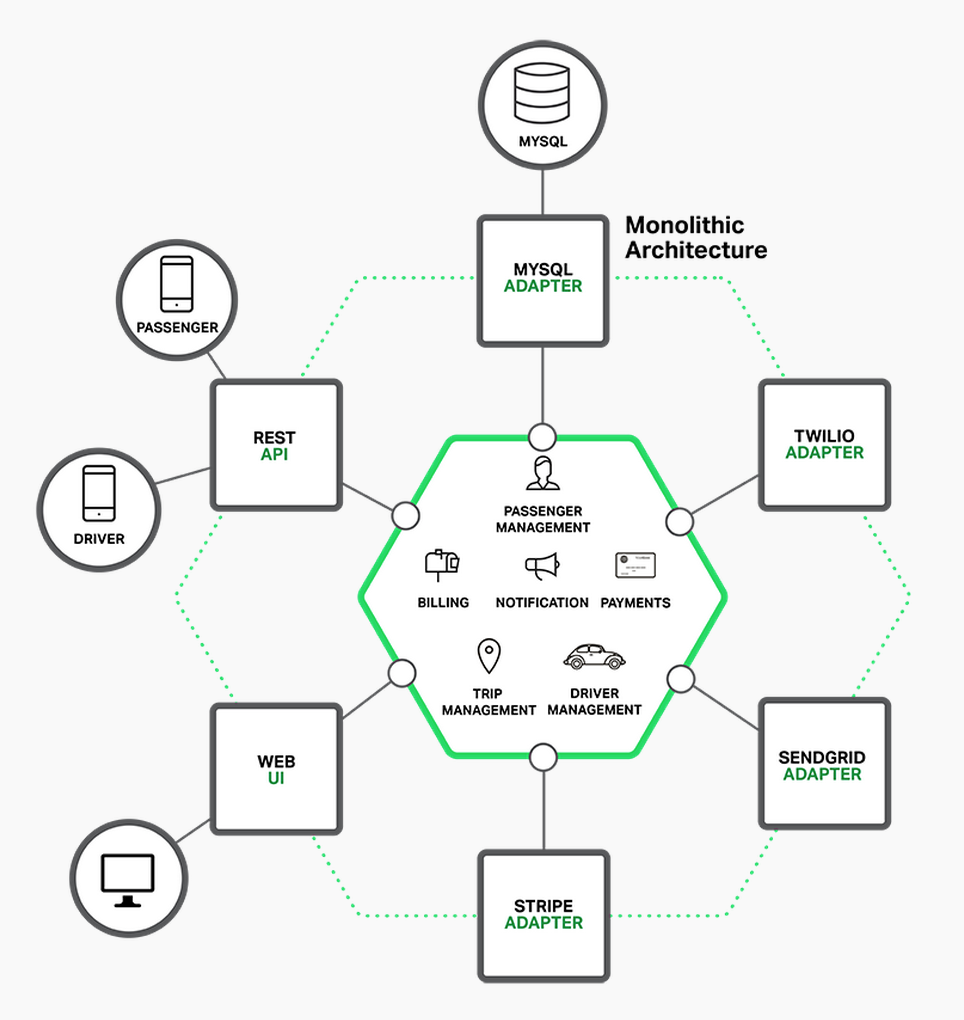 MYSQL
Monolithic
Architecture
MYSQL
ADAPTER
PASSENGER
REST
API
TWILIO
ADAPTER
DRIVER
PASSENGER
MANAGEMENT
BILLING
NOTIFICATION
PAYMENTS
TRIP
MANAGEMENT
DRIVER
MANAGEMENT
WEB
UI
SENDGRID
ADAPTER
STRIPE
ADAPTER